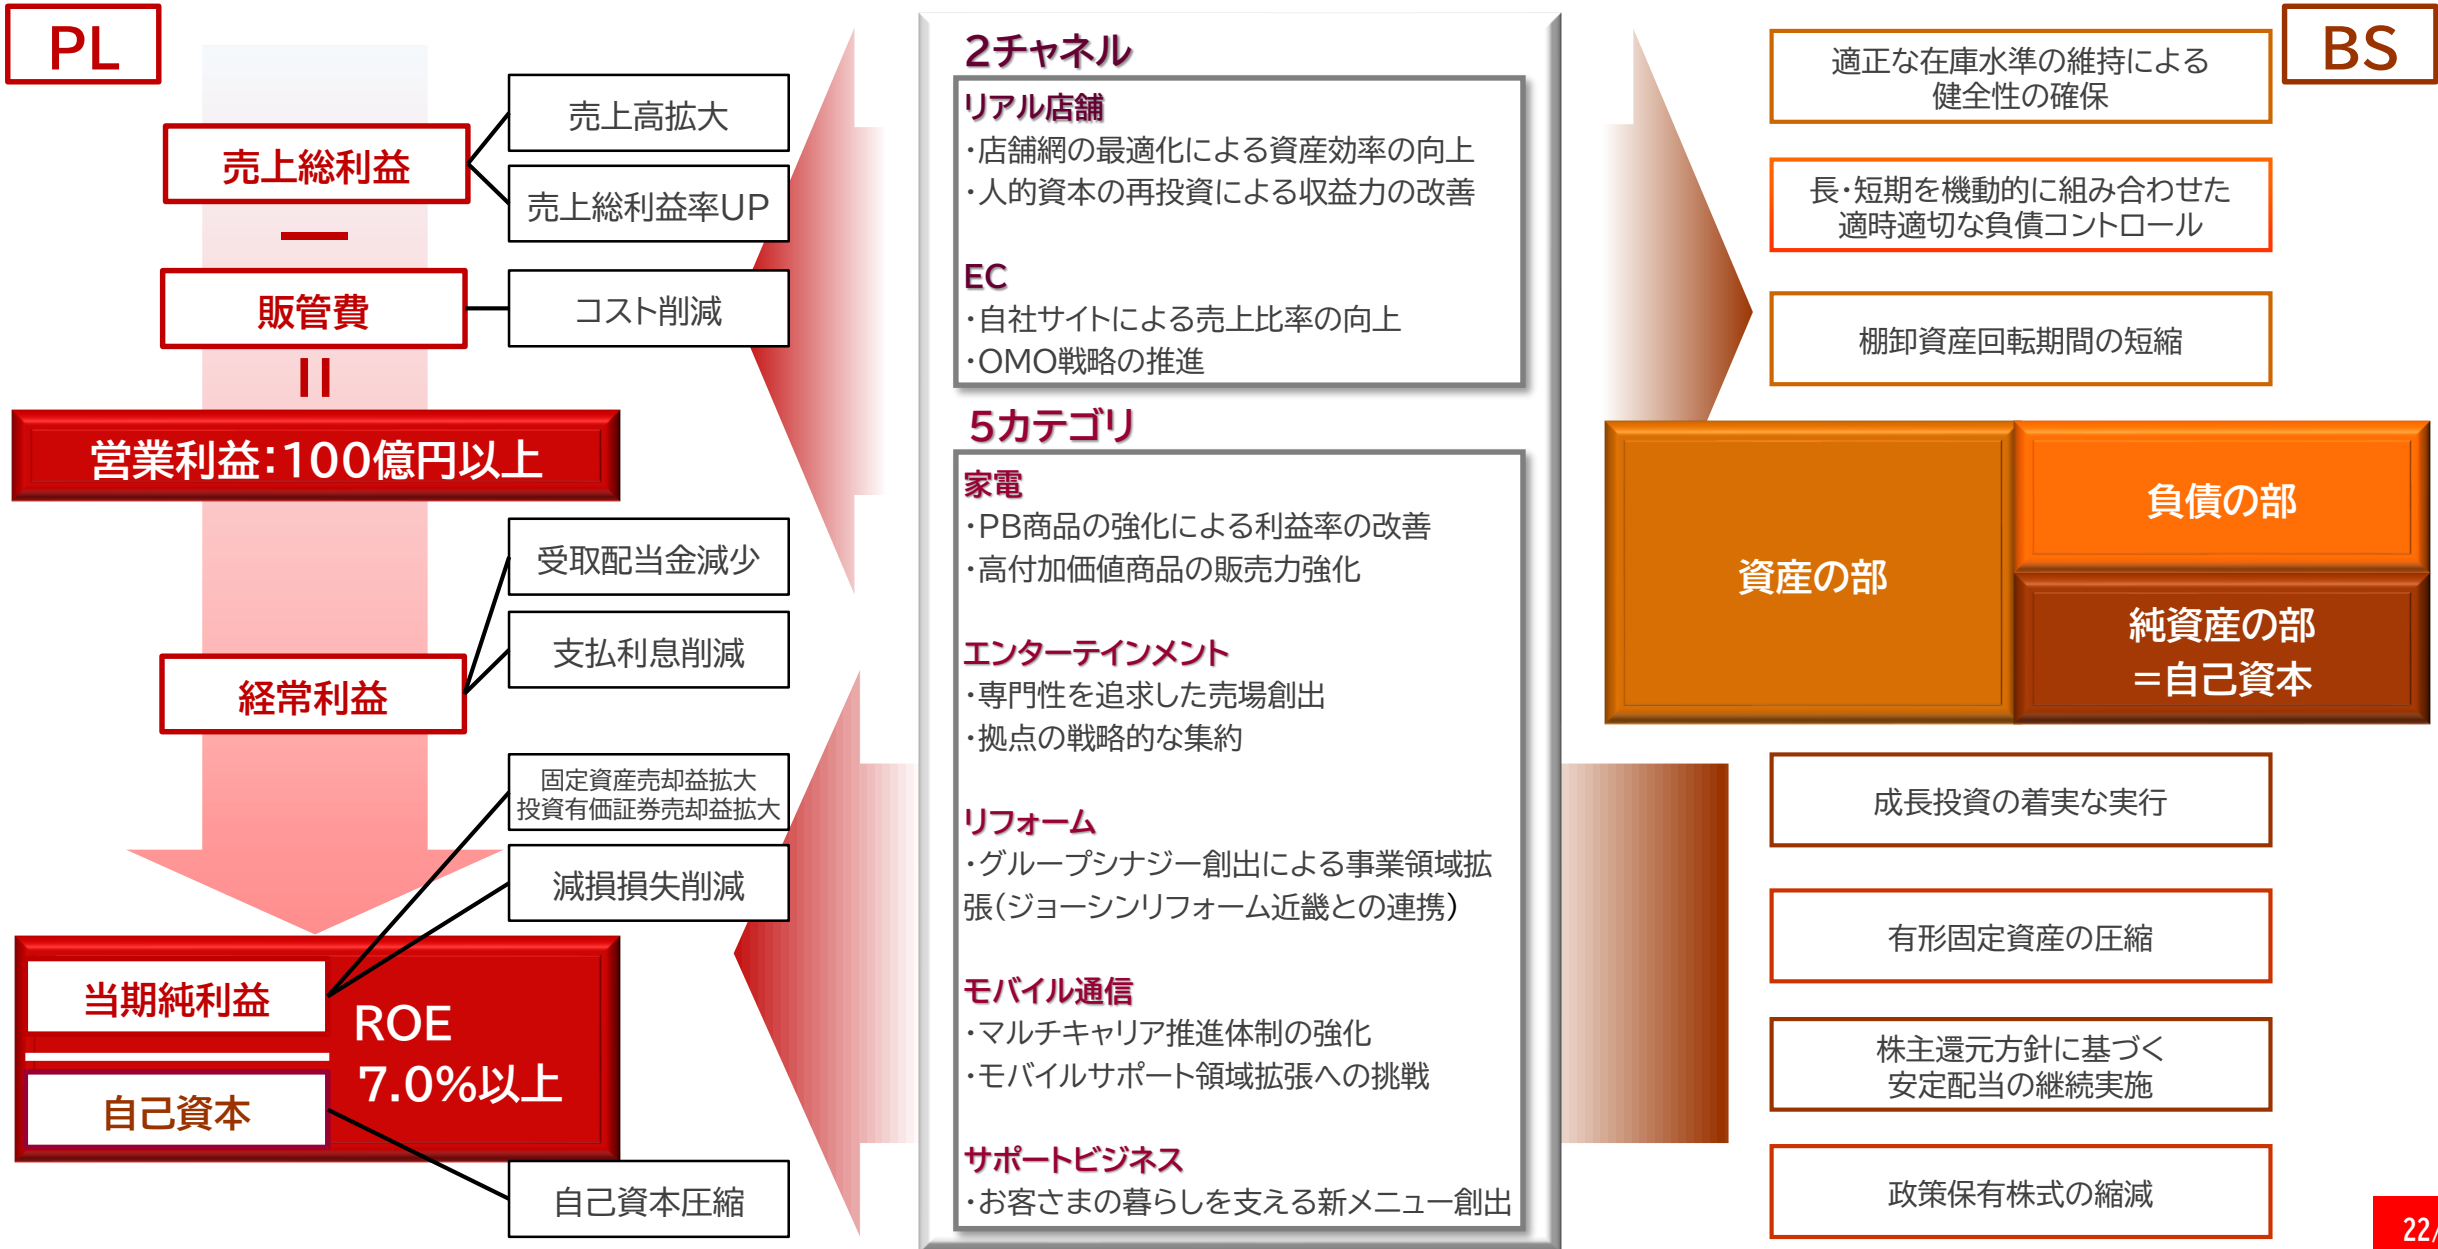 PL
売上総利益
売上高拡大
売上総利益率UP
ー
販管費
コスト削減
=
営業利益:100億円以上
受取配当金減少
支払利息削減
経常利益
固定資産売却益拡大
投資有価証券売却益拡大
減損損失削減
当期純利益
自己資本
ROE
7.0%以上
自己資本圧縮
2チャネル
リアル店舗
・店舗網の最適化による資産効率の向上
・人的資本の再投資による収益力の改善
EC
・自社サイトによる売上比率の向上
・OMO戦略の推進
5カテゴリ
家電
・PB商品の強化による利益率の改善
・高付加価値商品の販売力強化
エンターテインメント
・専門性を追求した売場創出
・拠点の戦略的な集約
リフォーム
・グループシナジー創出による事業領域拡
張(ジョーシンリフォーム近畿との連携)
モバイル通信
・マルチキャリア推進体制の強化
・モバイルサポート領域拡張への挑戦
サポートビジネス
・お客さまの暮らしを支える新メニュー創出
BS
適正な在庫水準の維持による
健全性の確保
長・短期を機動的に組み合わせた
適時適切な負債コントロール
棚卸資産回転期間の短縮
資産の部
負債の部
純資産の部
=自己資本
成長投資の着実な実行
有形固定資産の圧縮
株主還元方針に基づく
安定配当の継続実施
政策保有株式の縮減
22/